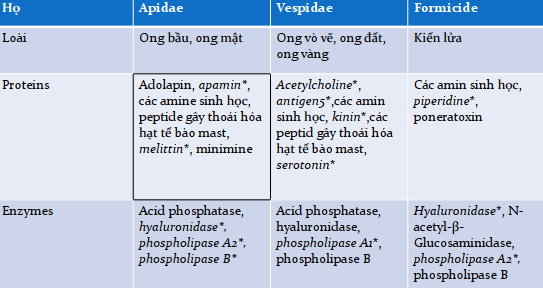 Họ
Apidae
Vespidae
Formicide
Loài
Ong bầu, ong mật
Ong vò vẽ, ong đất,
ong vàng
Kiến lửa
Proteins
Adolapin, apamin*,
các amine sinh học,
peptide gây thoái hóa
hạt tế bào mast,
melittin*, minimine
Acetylcholine*,
antigen5*,các amin
sinh học, kinin*,các
peptid gây thoái hóa
hạt tế bào mast,
serotonin*
Các amin sinh học,
piperidine*,
poneratoxin
Enzymes
Acid phosphatase,
hyaluronidase*,
phospholipase A2*,
phospholipase B*
Acid phosphatase,
hyaluronidase,
phospholipase A1*,
phospholipase B
Hyaluronidase*, N-
acetyl-β-
Glucosaminidase,
phospholipase A2*,
phospholipase B